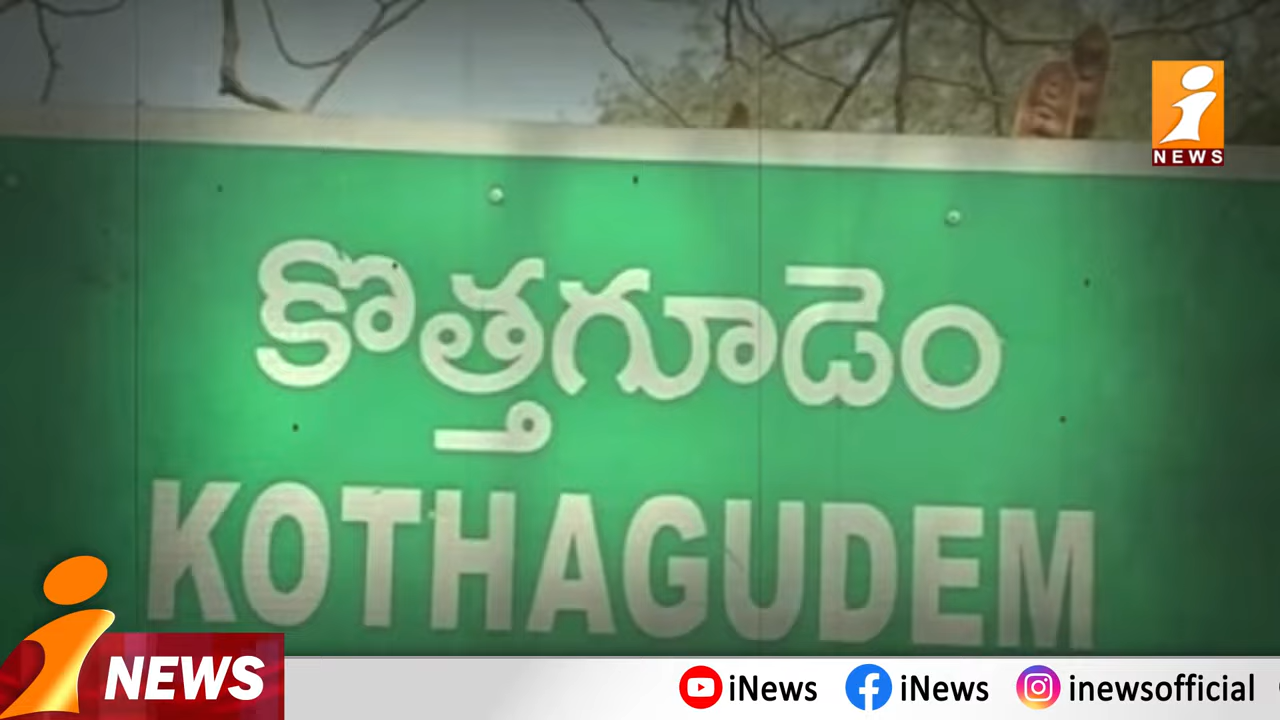 i
NEWS
కొత్తగూడెం
KOTHAGUDEM
i NEWS
iNews iNews inewsofficial